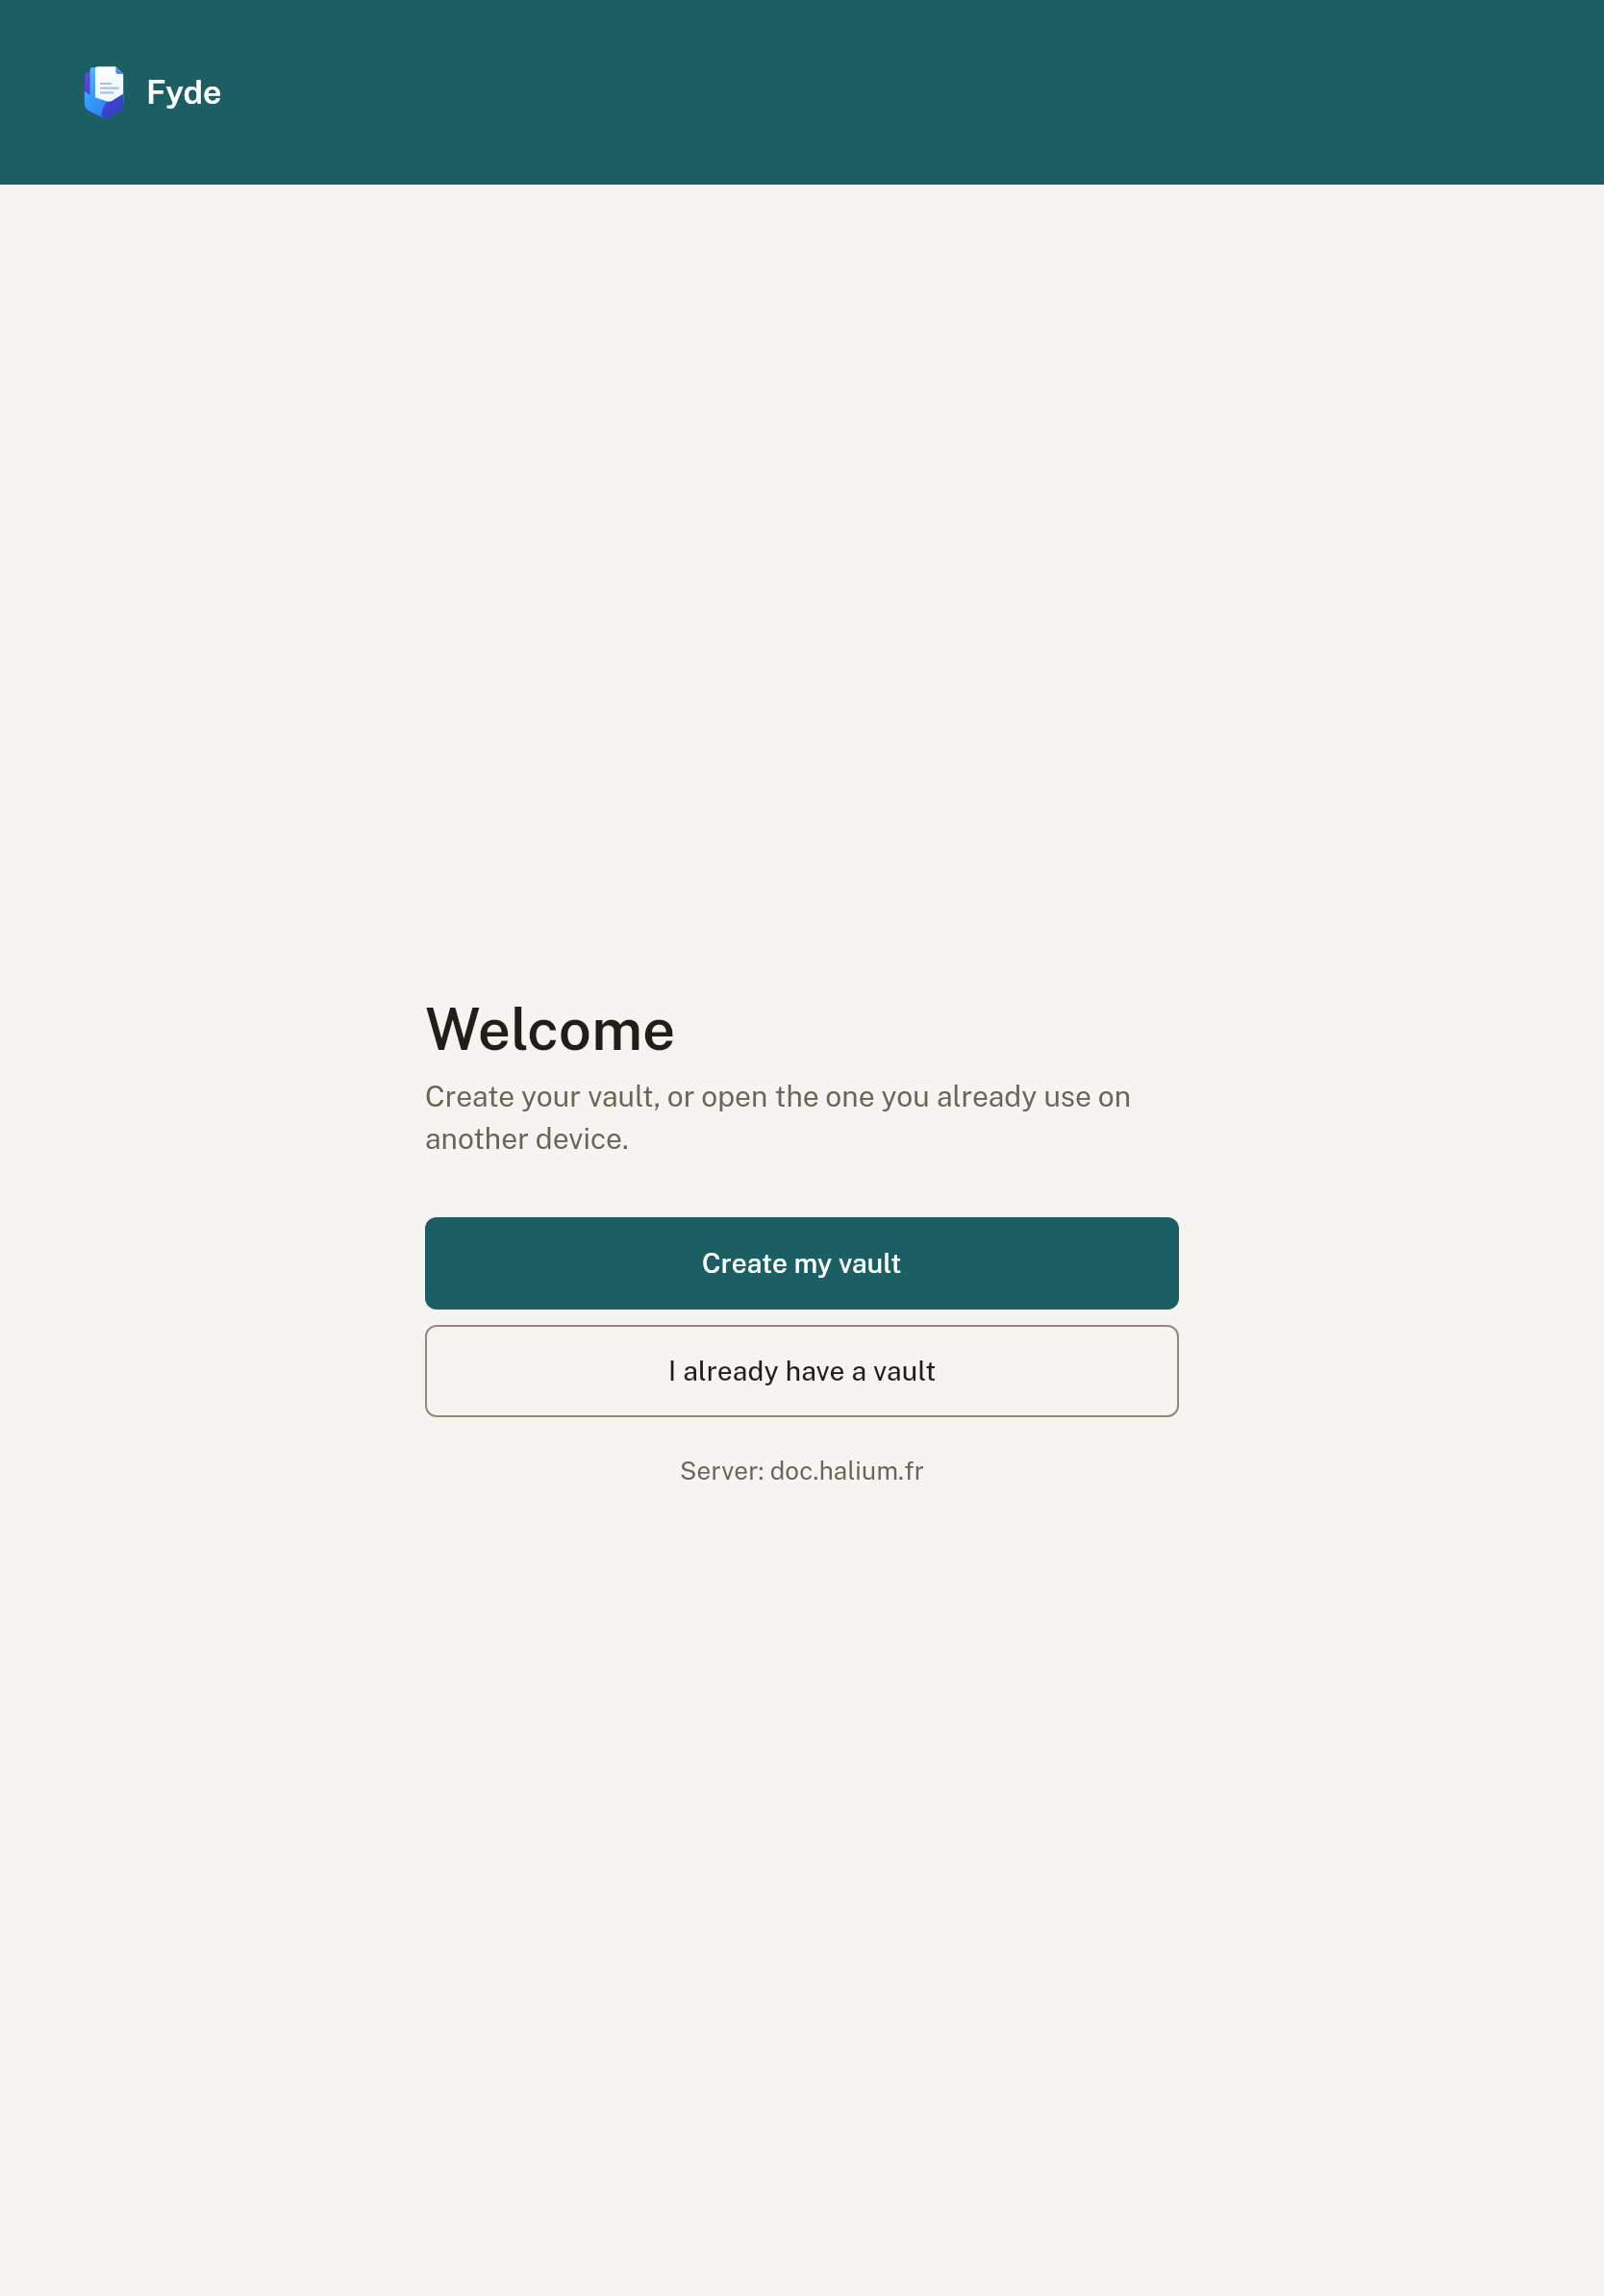 Fyde
Welcome
Create your vault, or open the one you already use on
another device.
Create my vault
I already have a vault
Server: doc.halium.fr